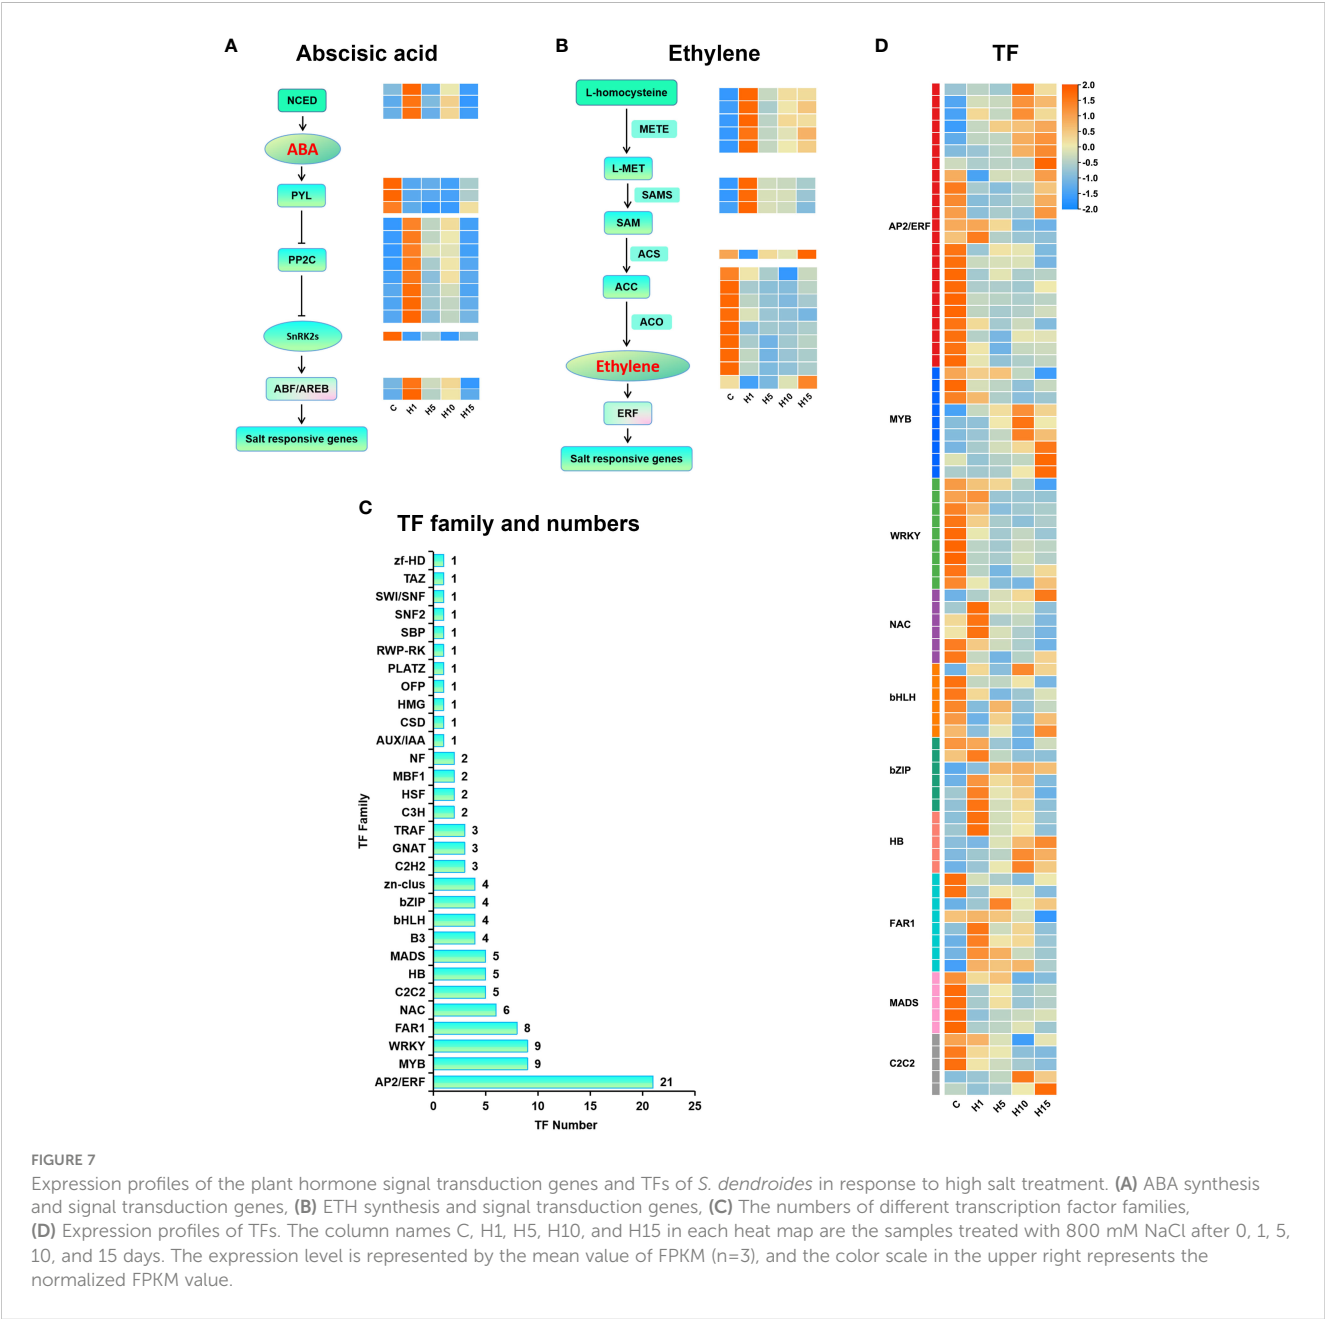 A
Abscisic acid
NCED
ABA
PYL
PP2C
SnRK2s
ABF/AREB
Salt responsive genes
C
H1
H5
H10
H15
B
Ethylene
L-homocysteine
METE
L-MET
SAMS
SAM
ACS
ACC
ACO
Ethylene
ERF
Salt responsive genes
C
H1
H5
H10
H15
C
TF family and numbers
TF Family
zf-HD 1
TAZ 1
SWI/SNF 1
SNF2 1
SBP 1
RWP-RK 1
PLATZ 1
OFP 1
HMG 1
CSD 1
AUX/IAA 1
NF 2
MBF1 2
HSF 2
C3H 2
TRAF 3
GNAT 3
C2H2 3
zn-clus 4
bZIP 4
bHLH 4
B3 4
MADS 5
HB 5
C2C2 5
NAC 6
FAR1 8
WRKY 9
MYB 9
AP2/ERF 21
0 5 10 15 20 25
TF Number
D
TF
2.0
1.5
1.0
0.5
0.0
-0.5
-1.0
-1.5
-2.0
AP2/ERF
MYB
WRKY
NAC
bHLH
bZIP
HB
FAR1
MADS
C2C2
C
H1
H5
H10
H15
FIGURE 7
Expression profiles of the plant hormone signal transduction genes and TFs of S. dendroides in response to high salt treatment. (A) ABA synthesis
and signal transduction genes, (B) ETH synthesis and signal transduction genes, (C) The numbers of different transcription factor families,
(D) Expression profiles of TFs. The column names C, H1, H5, H10, and H15 in each heat map are the samples treated with 800 mM NaCl after 0, 1, 5,
10, and 15 days. The expression level is represented by the mean value of FPKM (n=3), and the color scale in the upper right represents the
normalized FPKM value.